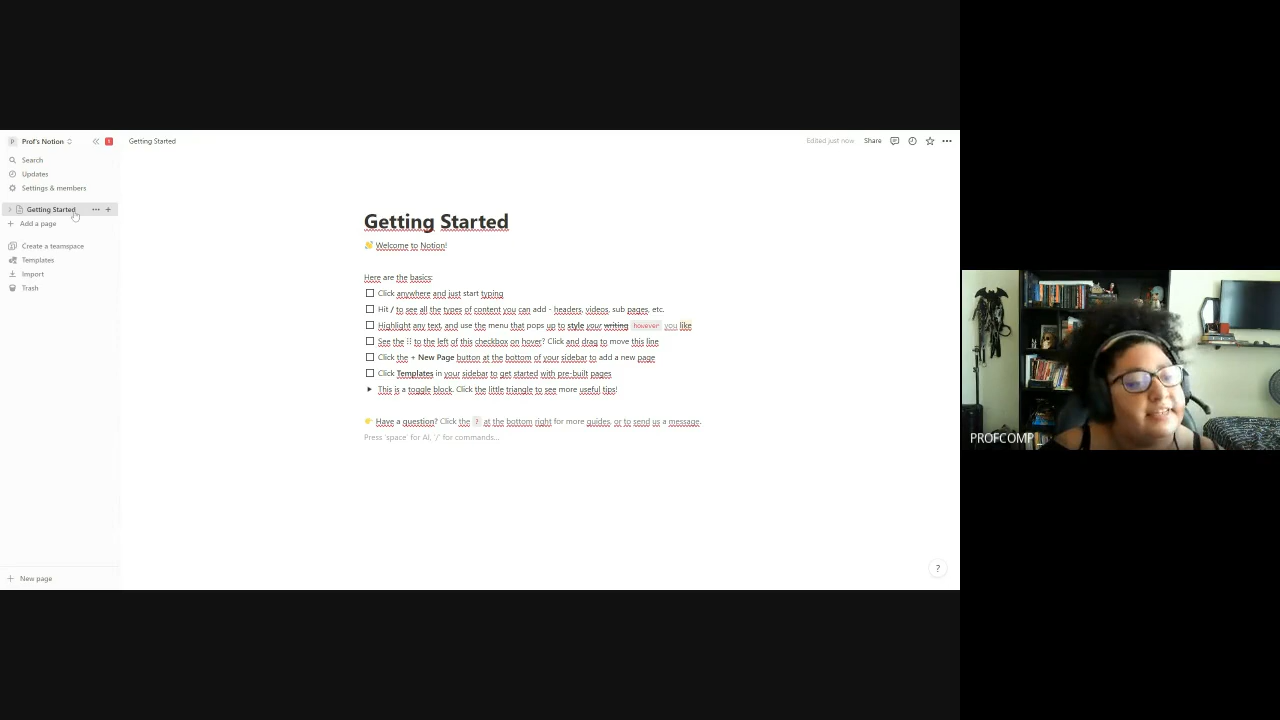 P Prof's Notion
Search
Updates
Settings & members
Getting Started
Add a page
Create a teamspace
Templates
Import
Trash
New page
Getting Started
Edited just now
Share
Getting Started
Welcome to Notion!
Here are the basics:
Click anywhere and just start typing
Hit / to see all the types of content you can add - headers, videos, sub pages, etc.
Highlight any text, and use the menu that pops up to style your writing however you like
See the ⋮⋮ to the left of this checkbox on hover? Click and drag to move this line
Click the + New Page button at the bottom of your sidebar to add a new page
Click Templates in your sidebar to get started with pre-built pages
This is a toggle block. Click the little triangle to see more useful tips!
Have a question? Click the ? at the bottom right for more guides, or to send us a message.
Press 'space' for AI, '/' for commands...
?
PROFCOMP_